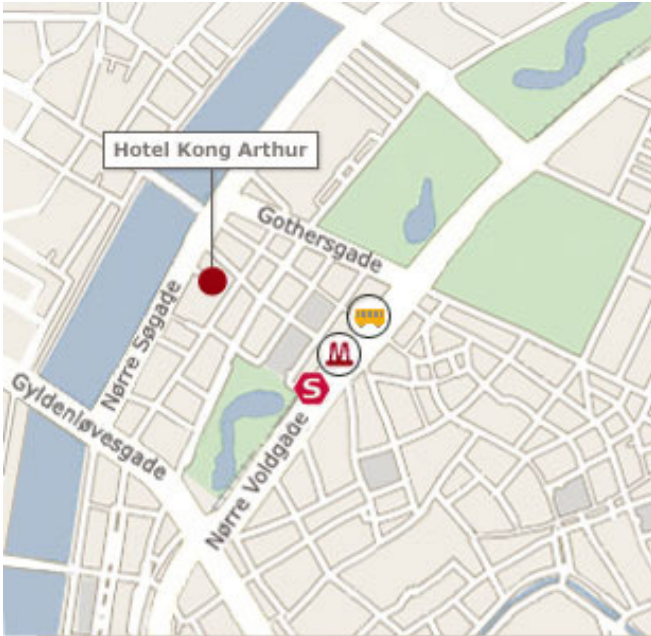 Hotel Kong Arthur
Gothersgade
Nørre Søgade
Gyldenløvesgade
S
Nørre Voldgade